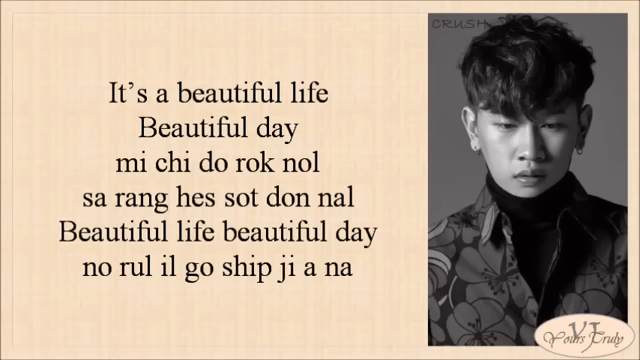 CRUSH
It's a beautiful life
Beautiful day
mi chi do rok nol
sa rang hes sot don nal
Beautiful life beautiful day
no rul il go ship ji a na
YT
Yours Truly